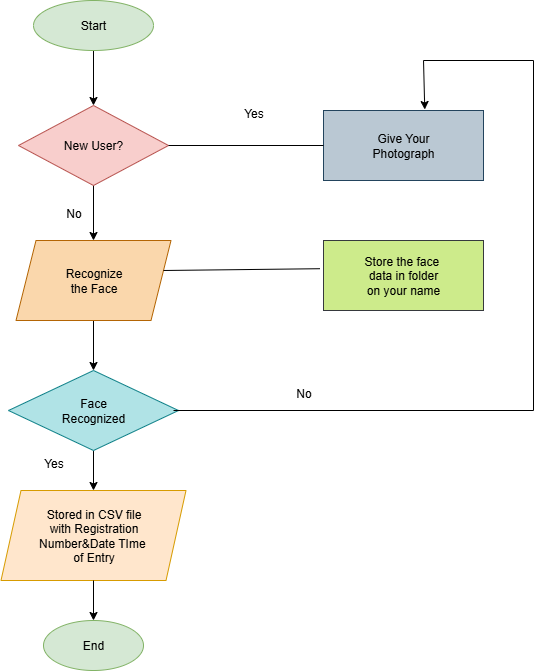 Start
New User?
Yes
Give Your
Photograph
No
Recognize
the Face
Store the face
data in folder
on your name
Face
Recognized
No
Yes
Stored in CSV file
with Registration
Number&Date TIme
of Entry
End